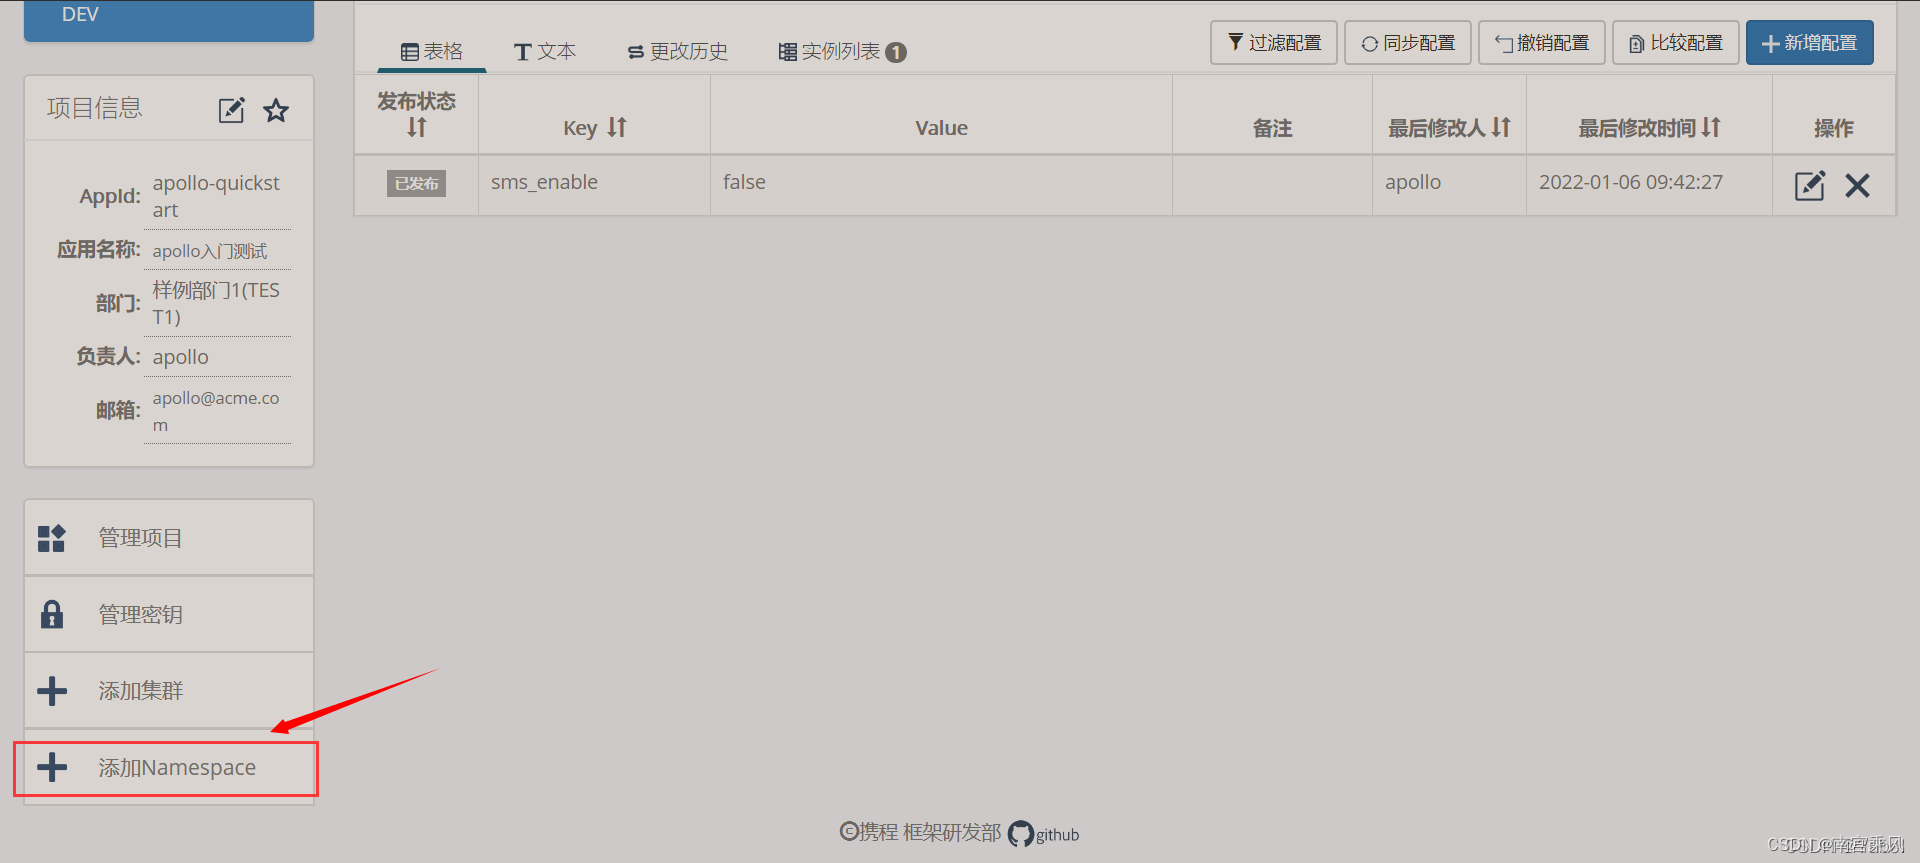 DEV
表格
文本
更改历史
实例列表 1
过滤配置
同步配置
撤销配置
比较配置
新增配置
项目信息
AppId: apollo-quickst
art
应用名称: apollo入门测试
部门: 样例部门1(TES
T1)
负责人: apollo
邮箱: apollo@acme.co
m
发布状态
Key
Value
备注
最后修改人
最后修改时间
操作
已发布
sms_enable
false
apollo
2022-01-06 09:42:27
管理项目
管理密钥
添加集群
添加Namespace
©携程 框架研发部 github